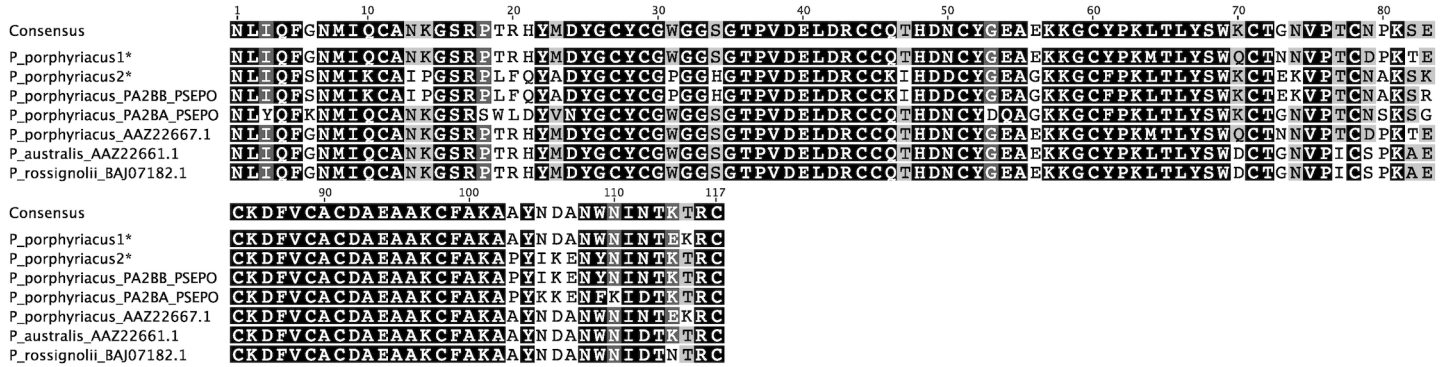 1 10 20 30 40 50 60 70 80
Consensus NLIQFGNMIQCANKGSRPTRHYMDYGCYCGWGGSGTPVDELDRCCQTHDNCYGEAEKKGCYPKLTLYSWKCTGNVPTCNPKSE
P_porphyriacus1* NLIQFGNMIQCANKGSRPTRHYMDYGCYCGWGGSGTPVDELDRCCQTHDNCYGEAEKKGCYPKLTLYSWQCTNNVPTCDPKTE
P_porphyriacus2* NLIQFSNMIKCAIPGSRPLFQYADYGCYCGPGGHGTPVDELDRCCKIHDDCYGEAGKKGCFPKLTLYSWKCTEKVPTCNAKSK
P_porphyriacus_PA2BB_PSEPO NLIQFSNMIKCAIPGSRPLFQYADYGCYCGPGGHGTPVDELDRCCKIHDDCYGEAGKKGCFPKLTLYSWKCTEKVPTCNAKSR
P_porphyriacus_PA2BA_PSEPO NLYQFKNMIQCANKGSRSWLDYVNYGCYCGWGGSGTPVDELDRCCQTHDNCYDQAGKKGCFPKLTLYSWKCTGNVPTCNSKSG
P_porphyriacus_AAZ22667.1 NLIQFGNMIQCANKGSRPTRHYMDYGCYCGWGGSGTPVDELDRCCQTHDNCYGEAEKKGCYPKMTLYSWQCTNNVPTCDPKTE
P_australis_AAZ22661.1 NLIQFGNMIQCANKGSRPTRHYMDYGCYCGWGGSGTPVDELDRCCQTHDNCYGEAEKKGCYPKLTLYSWDCTGNVPICSPKAE
P_rossignolii_BAJ07182.1 NLIQFGNMIQCANKGSRPTRHYMDYGCYCGWGGSGTPVDELDRCCQTHDNCYGEAEKKGCYPKLTLYSWDCTGNVPICSPKAE
90 100 110 117
Consensus CKDFVCACDAEAAKCFAKAAYNDANWNINTKTRC
P_porphyriacus1* CKDFVCACDAEAAKCFAKAAYNDANWNINTEKRC
P_porphyriacus2* CKDFVCACDAEAAKCFAKAPYIKENYNINTKTRC
P_porphyriacus_PA2BB_PSEPO CKDFVCACDAEAAKCFAKAPYIKENYNINTKTRC
P_porphyriacus_PA2BA_PSEPO CKDFVCACDAEAAKCFAKAPYKKENFKIDTKTRC
P_porphyriacus_AAZ22667.1 CKDFVCACDAEAAKCFAKAAYNDANWNINTEKRC
P_australis_AAZ22661.1 CKDFVCACDAEAAKCFAKAAYNDANWNIDTKTRC
P_rossignolii_BAJ07182.1 CKDFVCACDAEAAKCFAKAAYNDANWNIDTNTRC